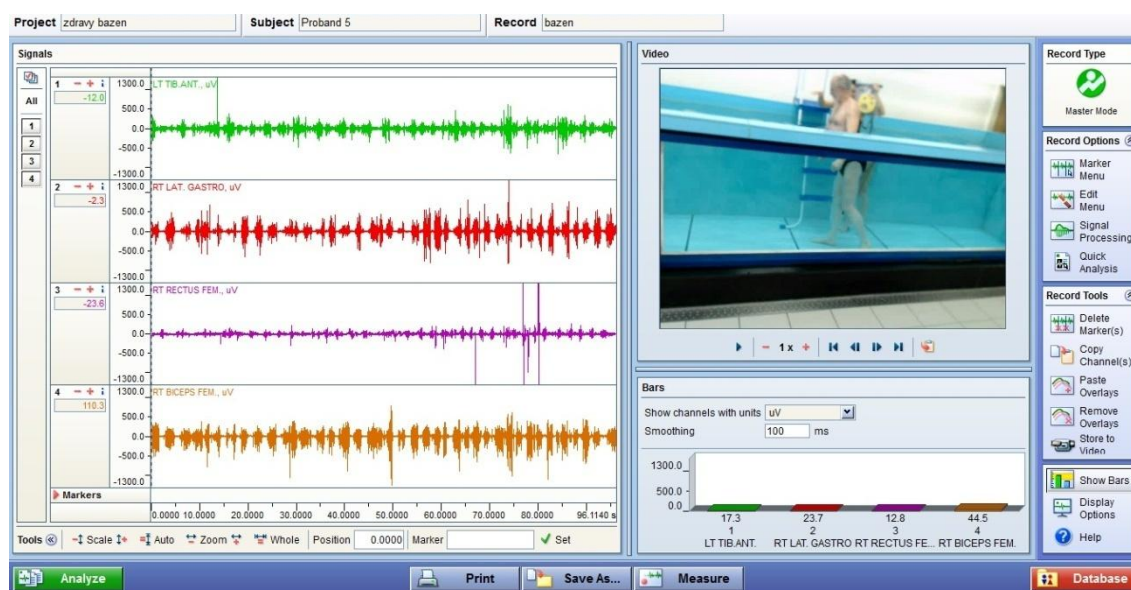 Project zdravy bazen Subject Proband 5 Record bazen
Signals
All
1
2
3
4
1 - + i
-12.0
1300.0
500.0
0.0
-500.0
-1300.0
LT TIB.ANT., uV
2 - + i
-2.3
1300.0
500.0
0.0
-500.0
-1300.0
RT LAT. GASTRO, uV
3 - + i
-23.6
1300.0
500.0
0.0
-500.0
-1300.0
RT RECTUS FEM., uV
4 - + i
110.3
1300.0
500.0
0.0
-500.0
-1300.0
RT BICEPS FEM., uV
Markers
0.0000 10.0000 20.0000 30.0000 40.0000 50.0000 60.0000 70.0000 80.0000 96.1140 s
Tools Scale Auto Zoom Whole Position 0.0000 Marker Set
Video
- 1 x +
Bars
Show channels with units uV
Smoothing 100 ms
1300.0
500.0
0.0
17.3 23.7 12.8 44.5
1 2 3 4
LT TIB.ANT. RT LAT. GASTRO RT RECTUS FE... RT BICEPS FEM.
Record Type
Master Mode
Record Options
Marker
Menu
Edit
Menu
Signal
Processing
Quick
Analysis
Record Tools
Delete
Marker(s)
Copy
Channel(s)
Paste
Overlays
Remove
Overlays
Store to
Video
Show Bars
Display
Options
Help
Analyze Print Save As... Measure Database